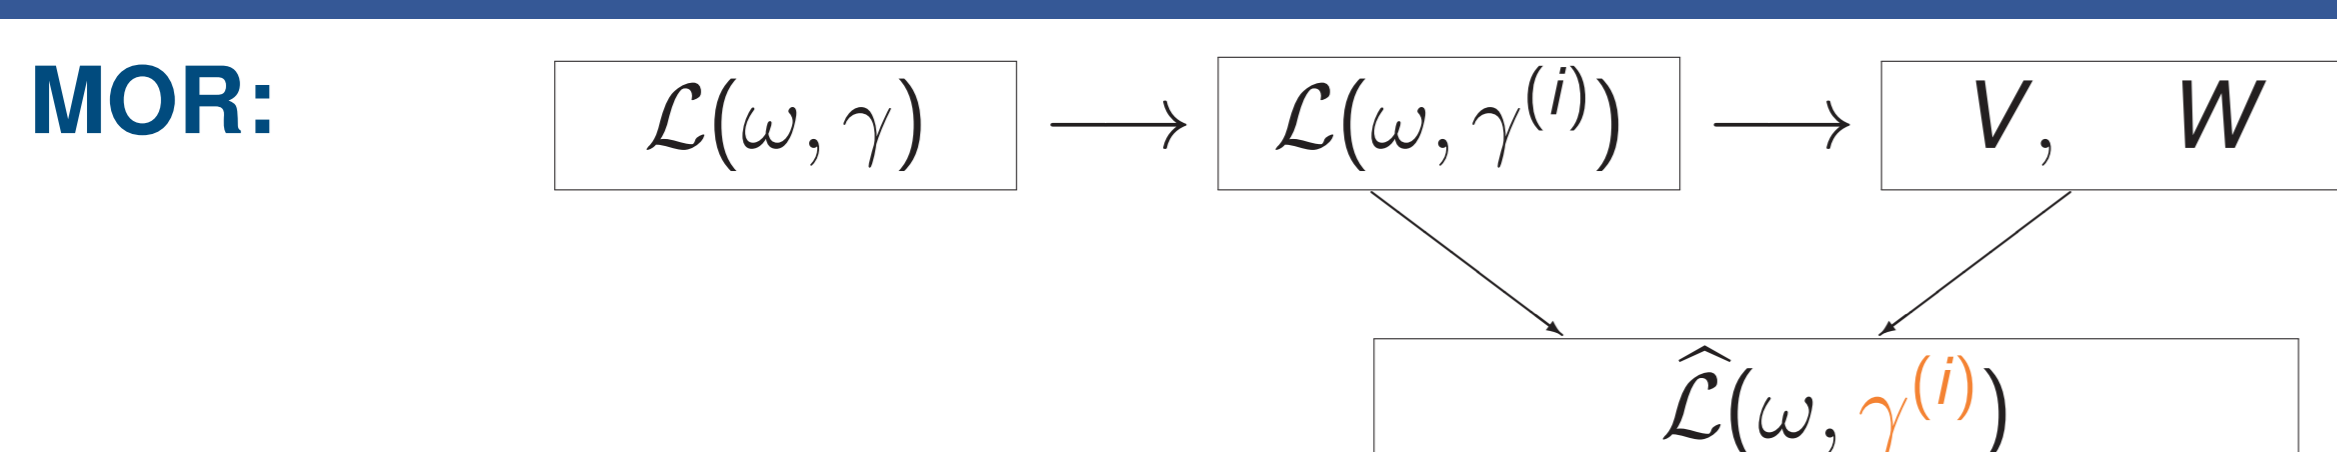 MOR: ℒ(ω, γ) ⟶ ℒ(ω, γ⁽ⁱ⁾) ⟶ V, W
ℒ̂(ω, γ⁽ⁱ⁾)